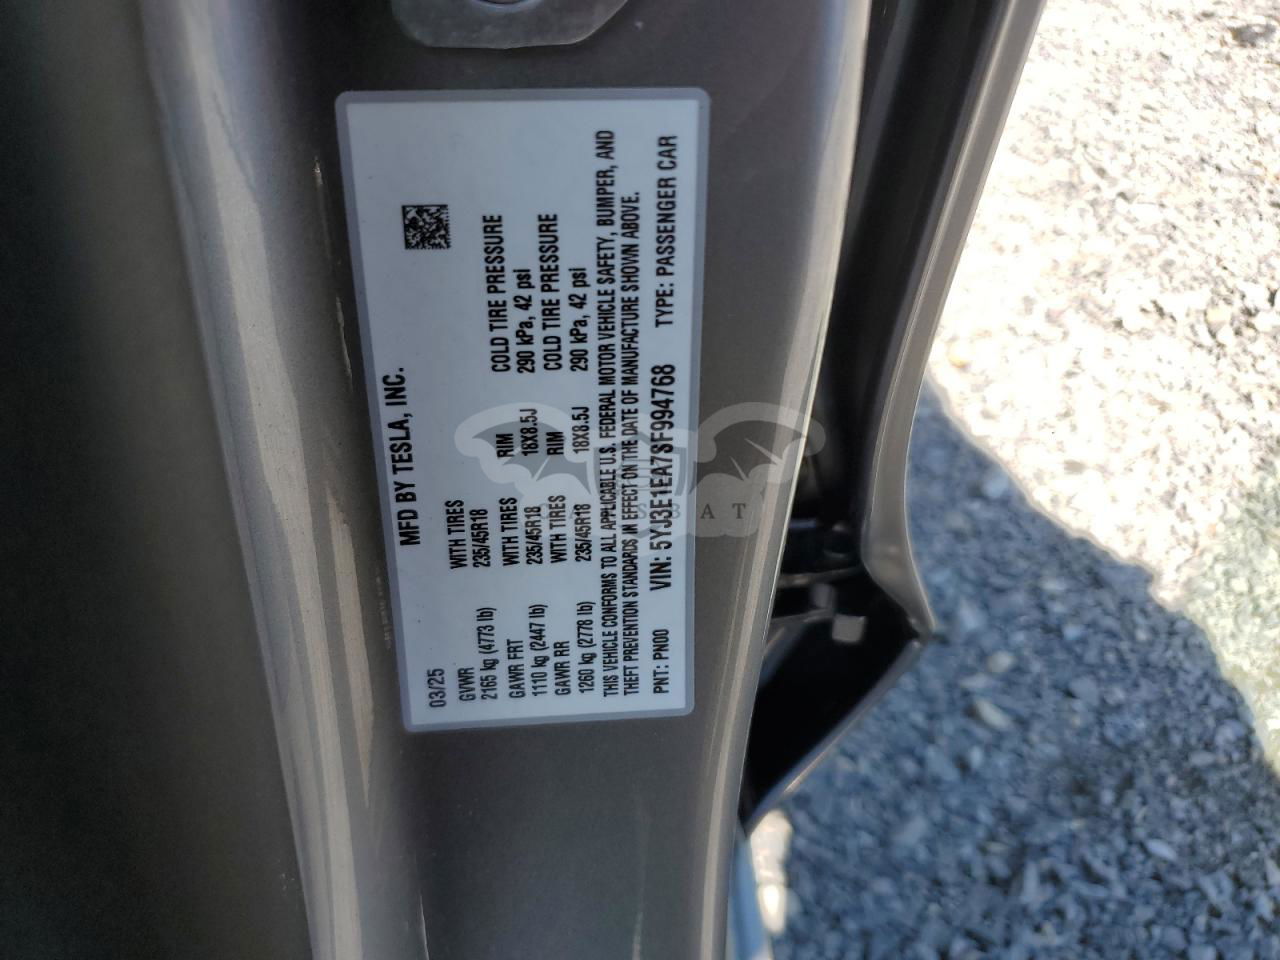 MFD BY TESLA, INC.
03/25
GVWR WITH TIRES RIM COLD TIRE PRESSURE
2165 kg (4773 lb) 235/45R18 18X8.5J 290 kPa, 42 psi
GAWR FRT WITH TIRES RIM COLD TIRE PRESSURE
1110 kg (2447 lb) 235/45R18 18X8.5J 290 kPa, 42 psi
GAWR RR WITH TIRES
1260 kg (2778 lb) 235/45R18
THIS VEHICLE CONFORMS TO ALL APPLICABLE U.S. FEDERAL MOTOR VEHICLE SAFETY, BUMPER, AND
THEFT PREVENTION STANDARDS IN EFFECT ON THE DATE OF MANUFACTURE SHOWN ABOVE.
PNT: PN00 VIN: 5YJ3E1EA7SF994768 TYPE: PASSENGER CAR